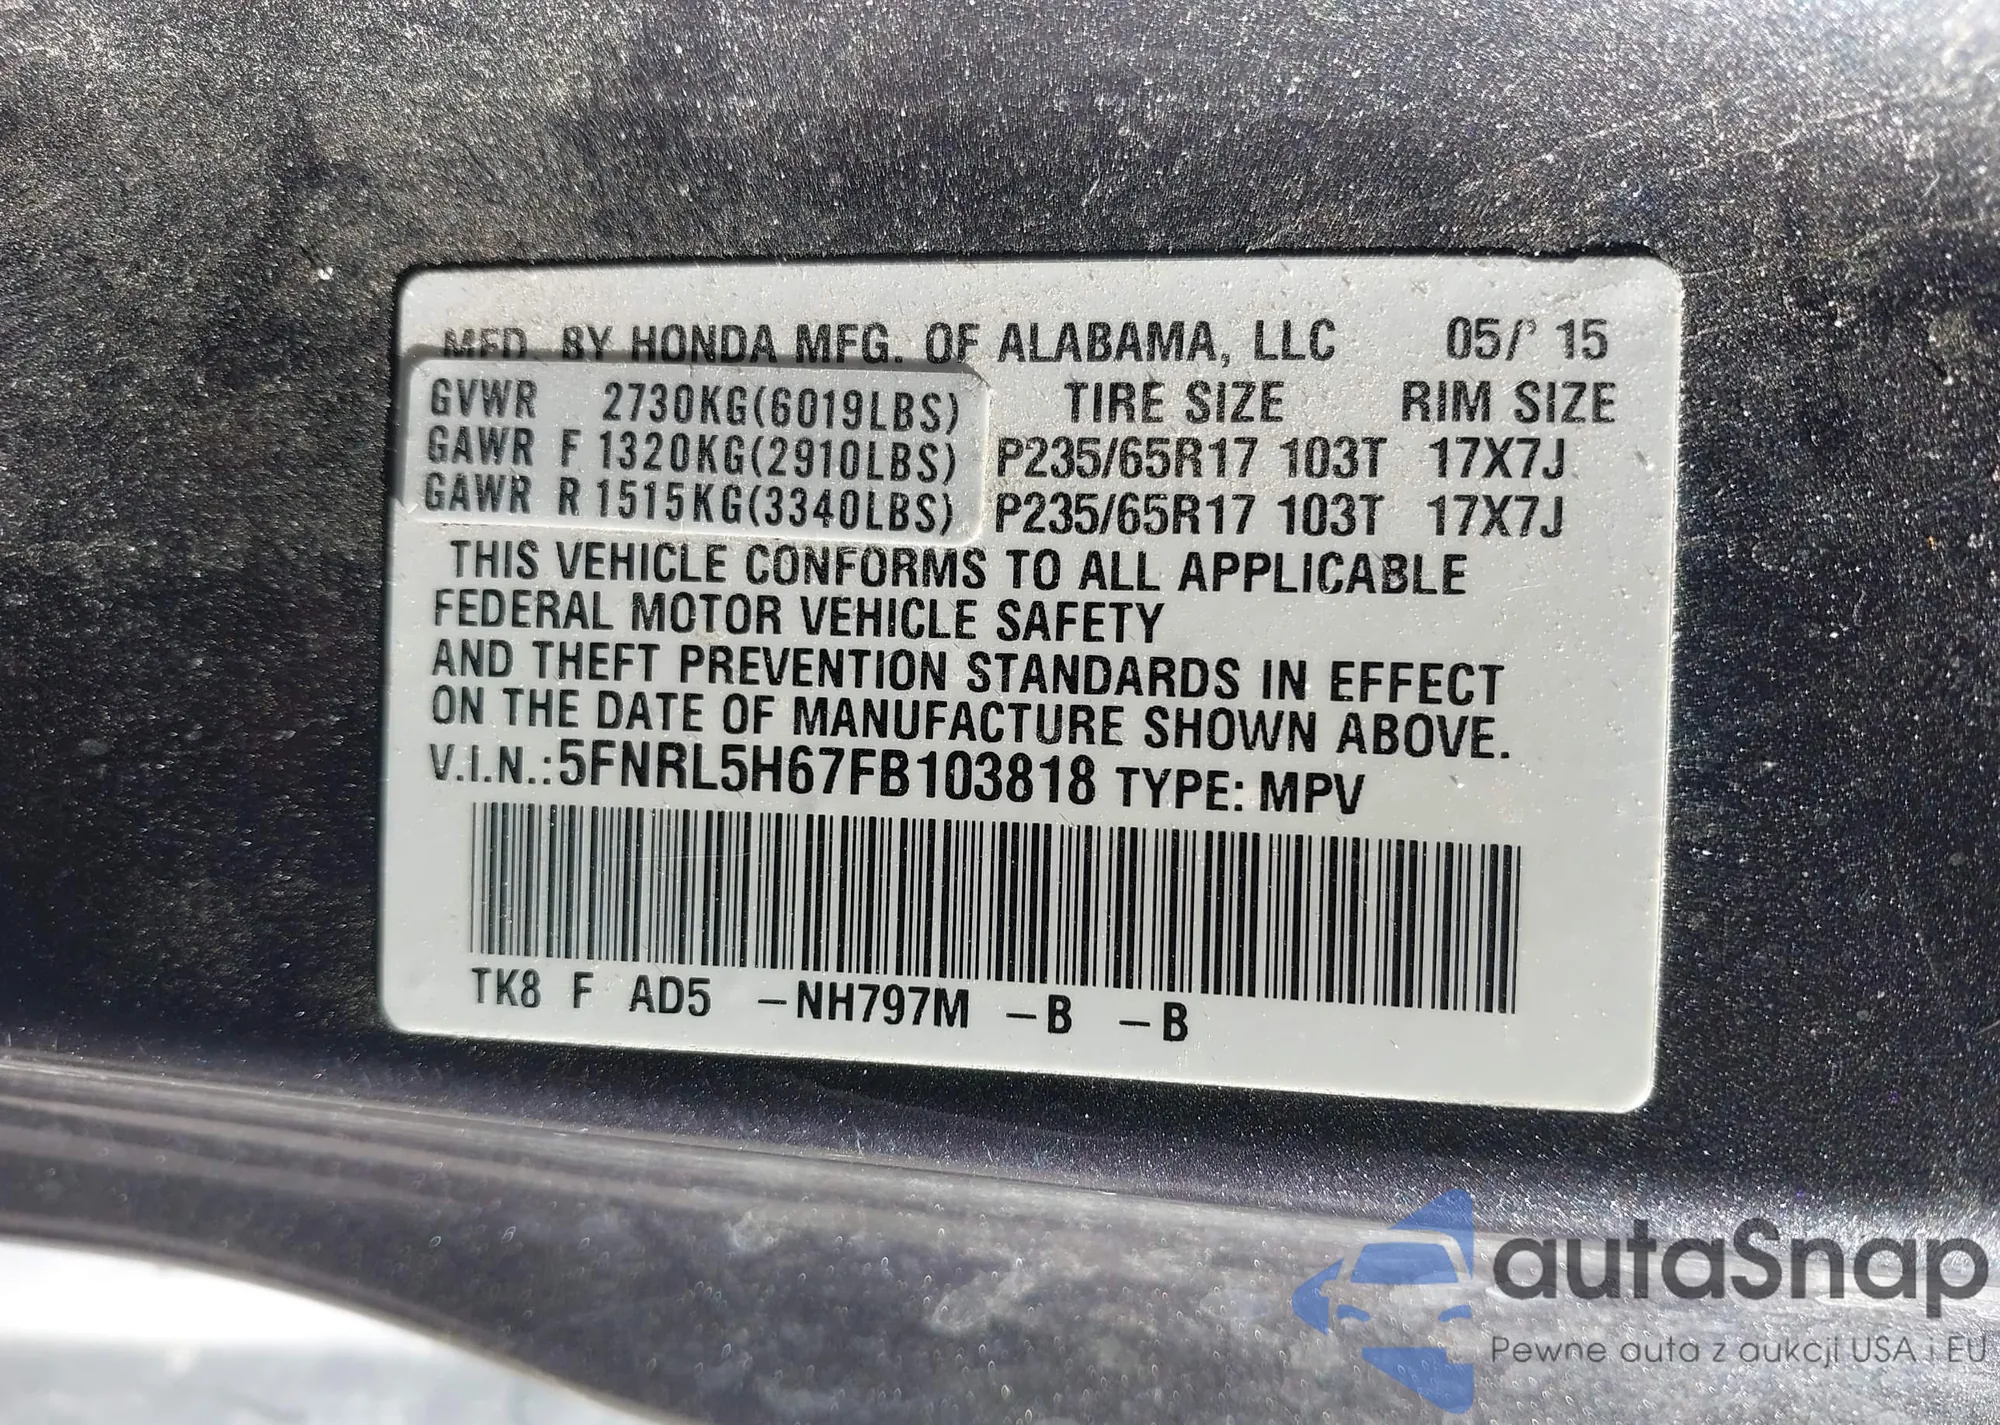 MFD. BY HONDA MFG. OF ALABAMA, LLC 05/ 15
GVWR 2730KG(6019LBS) TIRE SIZE RIM SIZE
GAWR F 1320KG(2910LBS) P235/65R17 103T 17X7J
GAWR R 1515KG(3340LBS) P235/65R17 103T 17X7J
THIS VEHICLE CONFORMS TO ALL APPLICABLE
FEDERAL MOTOR VEHICLE SAFETY
AND THEFT PREVENTION STANDARDS IN EFFECT
ON THE DATE OF MANUFACTURE SHOWN ABOVE.
V.I.N.:5FNRL5H67FB103818 TYPE: MPV
TK8 F AD5 -NH797M -B -B
autaSnap
Pewne auta z aukcji USA i EU